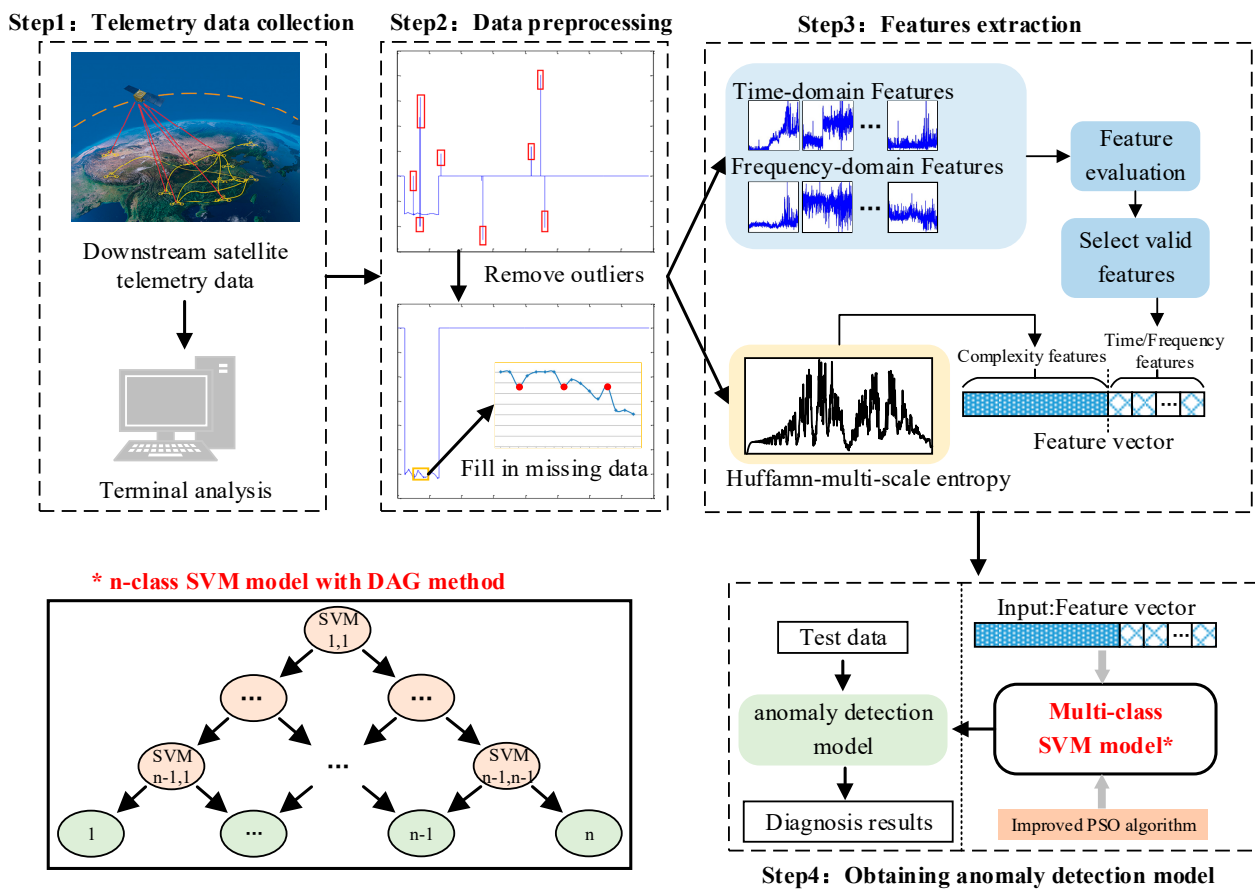 Step1：Telemetry data collection
Downstream satellite
telemetry data
Terminal analysis
Step2：Data preprocessing
Remove outliers
Fill in missing data
Step3：Features extraction
Time-domain Features
...
Frequency-domain Features
...
Feature
evaluation
Select valid
features
Complexity features
Time/Frequency
features
...
Feature vector
Huffamn-multi-scale entropy
* n-class SVM model with DAG method
SVM
1,1
...
...
SVM
n-1,1
...
SVM
n-1,n-1
1
...
n-1
n
Test data
anomaly detection
model
Diagnosis results
Input:Feature vector
...
Multi-class
SVM model*
Improved PSO algorithm
Step4：Obtaining anomaly detection model